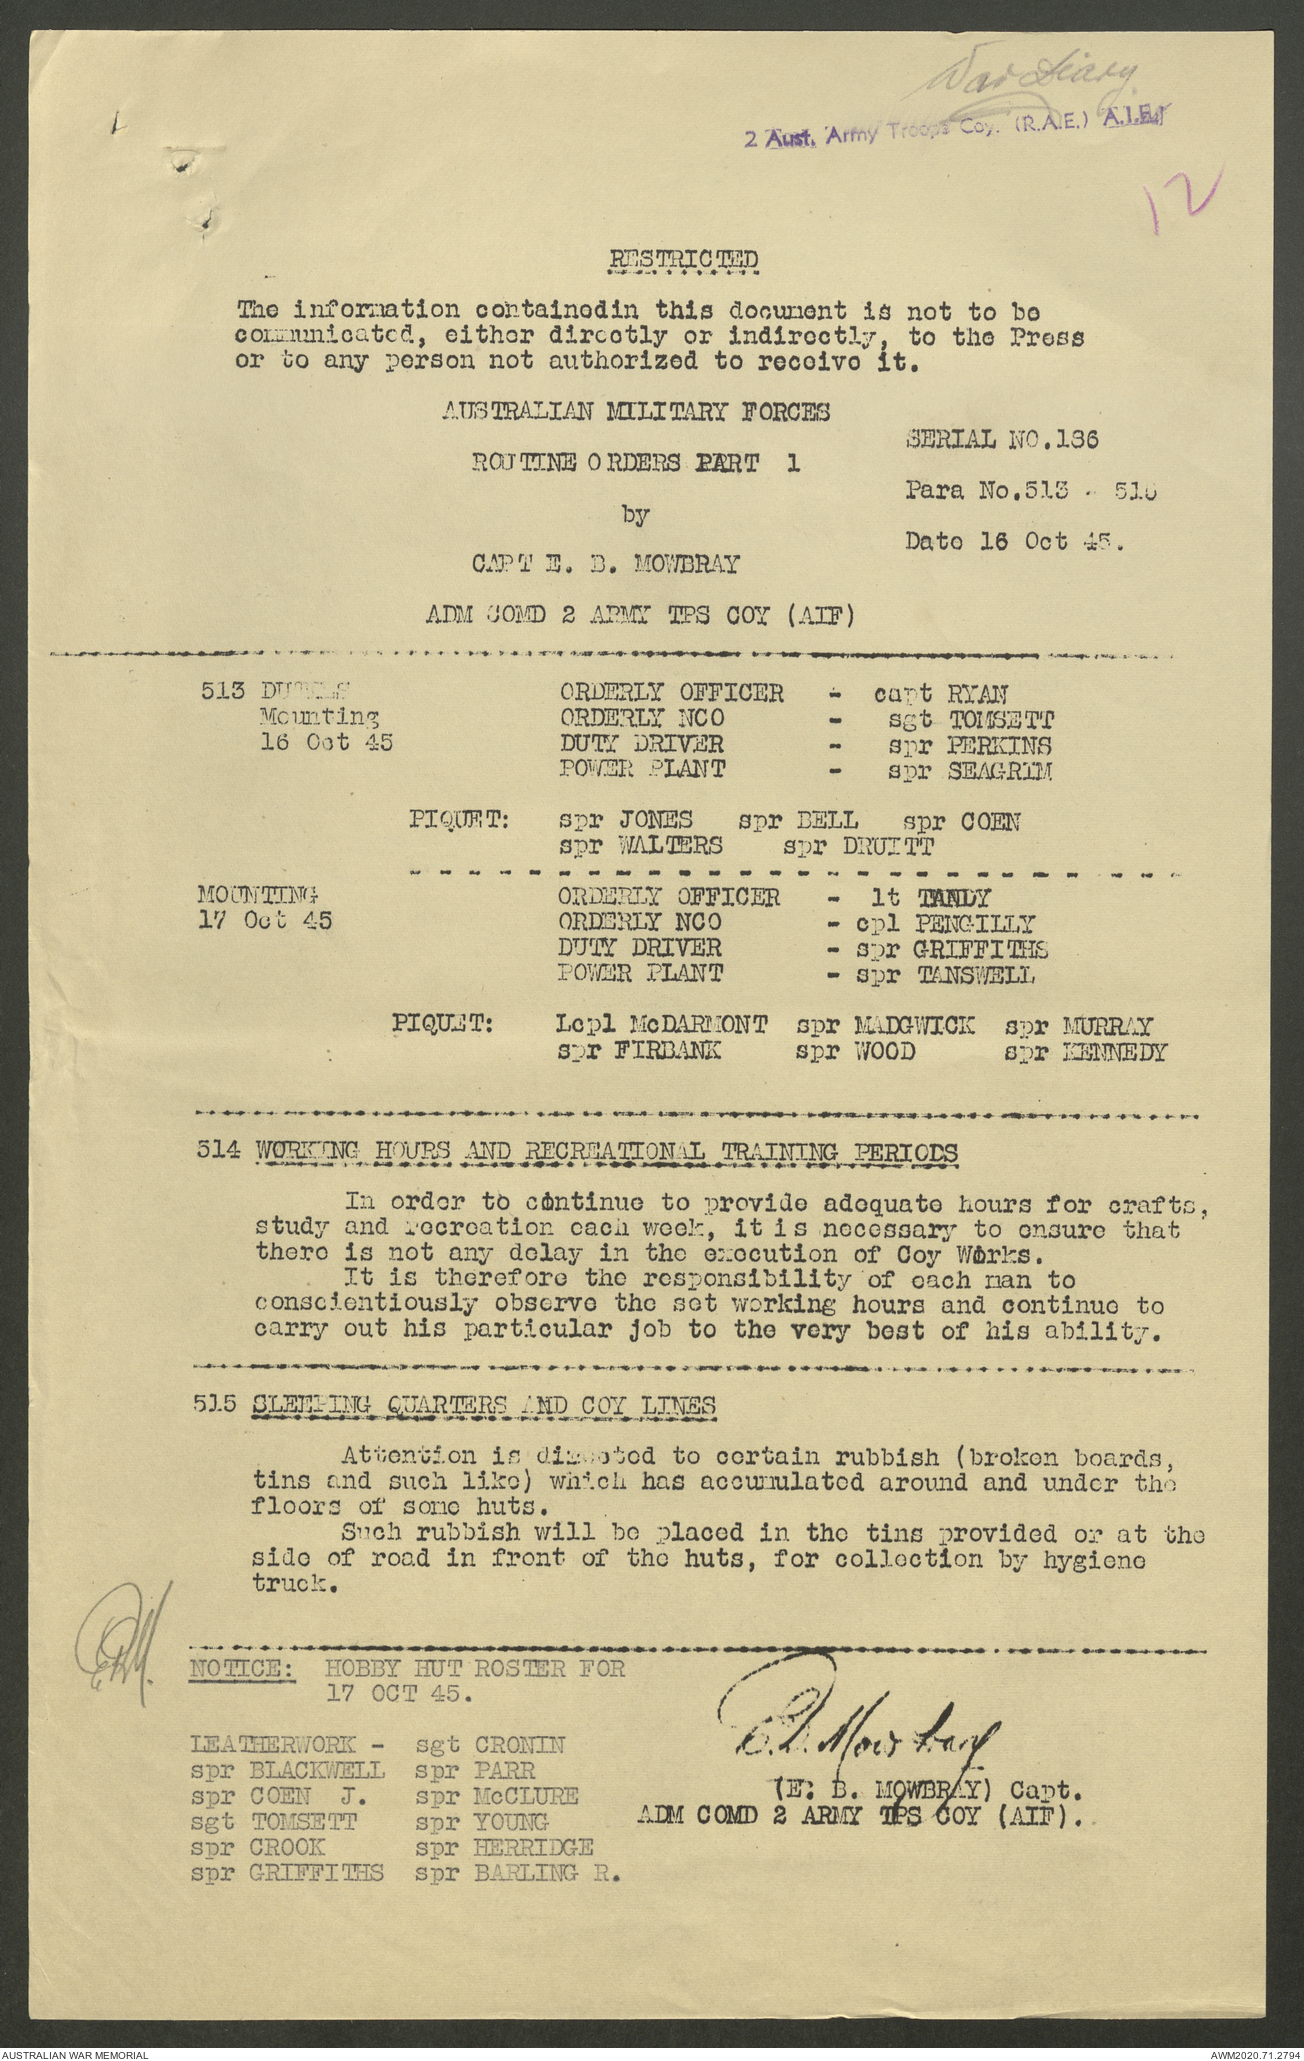 War Diary
2 Aust. Army Troops Coy. (R.A.E.) A.I.F.
12
RESTRICTED
The information containedin this document is not to be
communicated, either directly or indirectly, to the Press
or to any person not authorized to receive it.
AUSTRALIAN MILITARY FORCES
SERIAL NO.136
ROUTINE ORDERS PART 1
Para No.513 - 515
by
Date 16 Oct 45.
CAPT E. B. MOWBRAY
ADM COMD 2 ARMY TPS COY (AIF)
513 DUTIES ORDERLY OFFICER - capt RYAN
Mounting ORDERLY NCO - sgt TOMSETT
16 Oct 45 DUTY DRIVER - spr PERKINS
POWER PLANT - spr SEAGRIM
PIQUET: spr JONES spr BELL spr COEN
spr WALTERS spr DRUITT
MOUNTING ORDERLY OFFICER - lt TANDY
17 Oct 45 ORDERLY NCO - cpl PENGILLY
DUTY DRIVER - spr GRIFFITHS
POWER PLANT - spr TANSWELL
PIQUET: Lcpl McDARMONT spr MADGWICK spr MURRAY
spr FIRBANK spr WOOD spr KENNEDY
514 WORKING HOURS AND RECREATIONAL TRAINING PERIODS
In order to continue to provide adequate hours for crafts,
study and recreation each week, it is necessary to ensure that
there is not any delay in the execution of Coy Works.
It is therefore the responsibility of each man to
conscientiously observe the set working hours and continue to
carry out his particular job to the very best of his ability.
515 SLEEPING QUARTERS AND COY LINES
Attention is directed to certain rubbish (broken boards,
tins and such like) which has accumulated around and under the
floors of some huts.
Such rubbish will be placed in the tins provided or at the
side of road in front of the huts, for collection by hygiene
truck.
EBM
NOTICE: HOBBY HUT ROSTER FOR
17 OCT 45.
E.B. Mowbray
LEATHERWORK - sgt CRONIN
spr BLACKWELL spr PARR
(E. B. MOWBRAY) Capt.
spr COEN J. spr McCLURE
ADM COMD 2 ARMY TPS COY (AIF).
sgt TOMSETT spr YOUNG
spr CROOK spr HERRIDGE
spr GRIFFITHS spr BARLING R.
AUSTRALIAN WAR MEMORIAL
AWM2020.71.2794